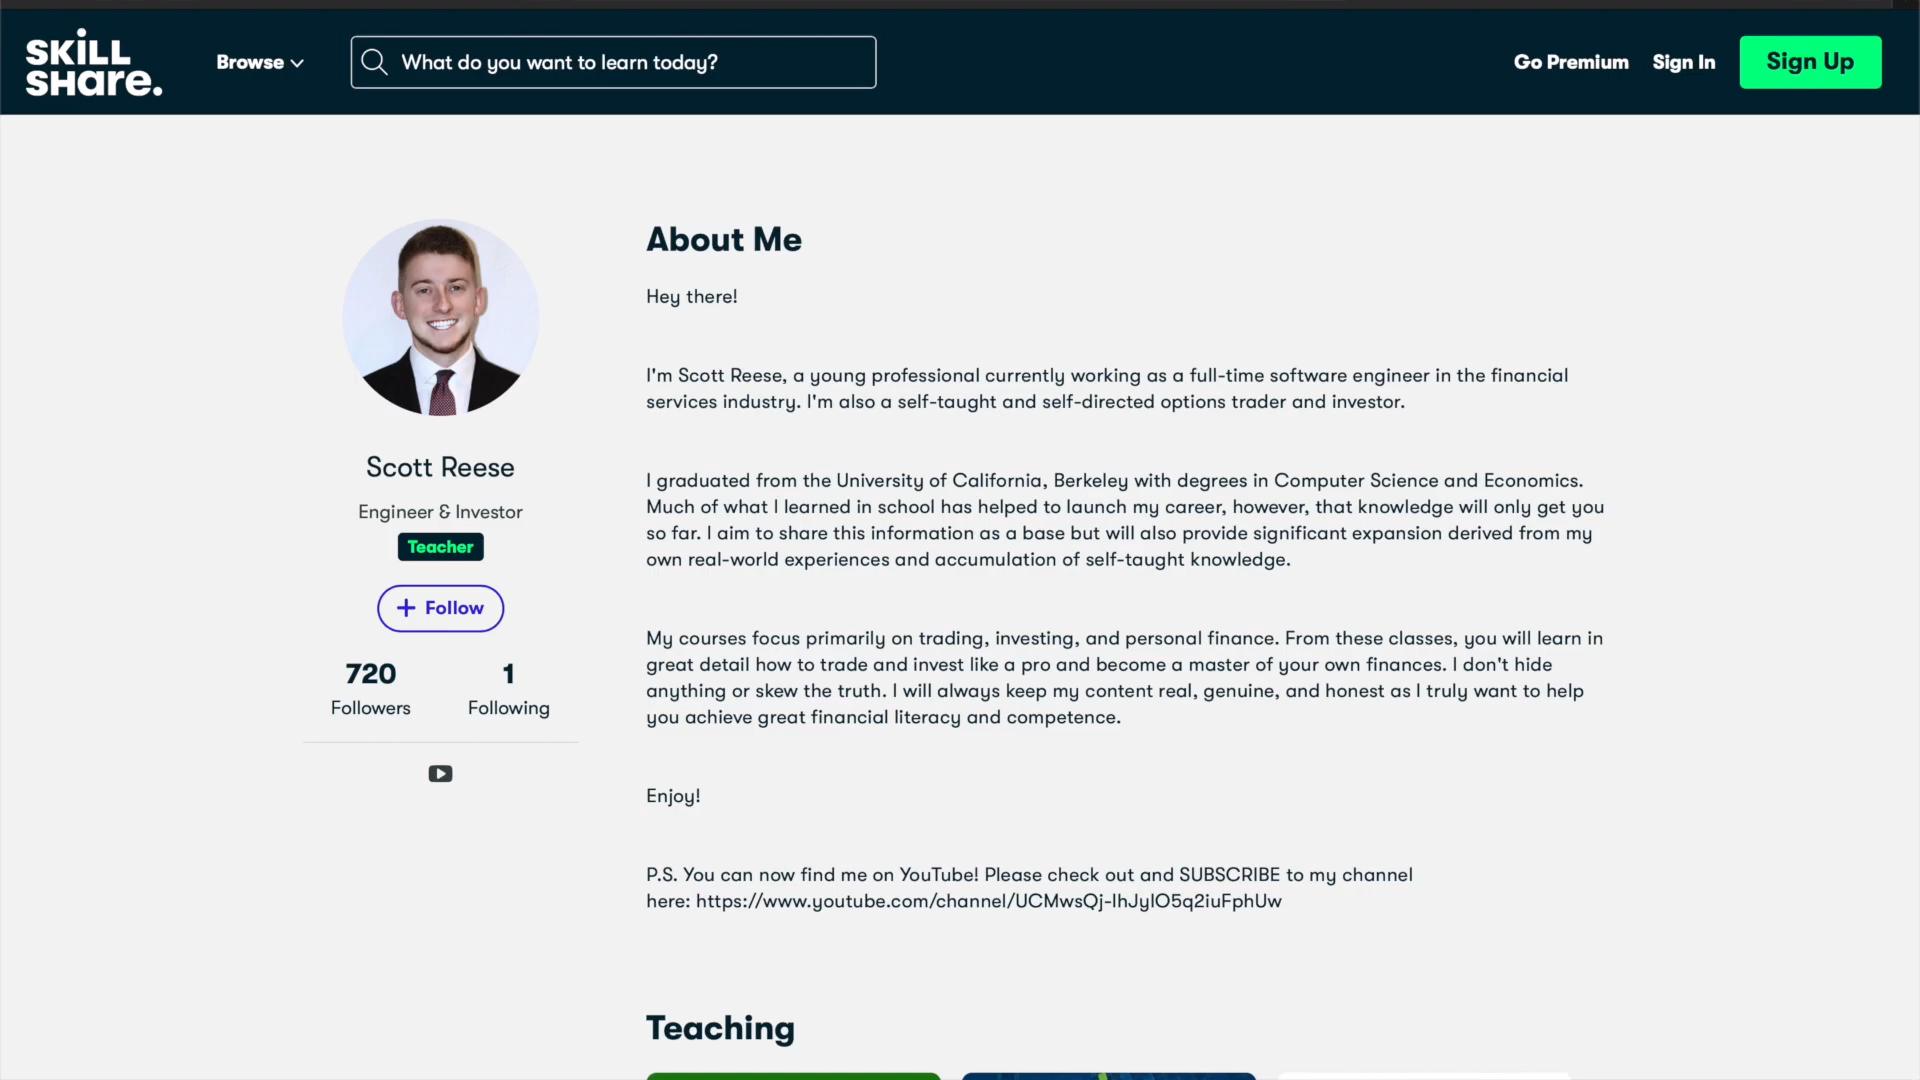 SKILL
SHARE.
Browse
What do you want to learn today?
Go Premium
Sign In
Sign Up
Scott Reese
Engineer & Investor
Teacher
+ Follow
720
Followers
1
Following
About Me
Hey there!
I'm Scott Reese, a young professional currently working as a full-time software engineer in the financial
services industry. I'm also a self-taught and self-directed options trader and investor.
I graduated from the University of California, Berkeley with degrees in Computer Science and Economics.
Much of what I learned in school has helped to launch my career, however, that knowledge will only get you
so far. I aim to share this information as a base but will also provide significant expansion derived from my
own real-world experiences and accumulation of self-taught knowledge.
My courses focus primarily on trading, investing, and personal finance. From these classes, you will learn in
great detail how to trade and invest like a pro and become a master of your own finances. I don't hide
anything or skew the truth. I will always keep my content real, genuine, and honest as I truly want to help
you achieve great financial literacy and competence.
Enjoy!
P.S. You can now find me on YouTube! Please check out and SUBSCRIBE to my channel
here: https://www.youtube.com/channel/UCMwsQj-lhJylO5q2iuFphUw
Teaching